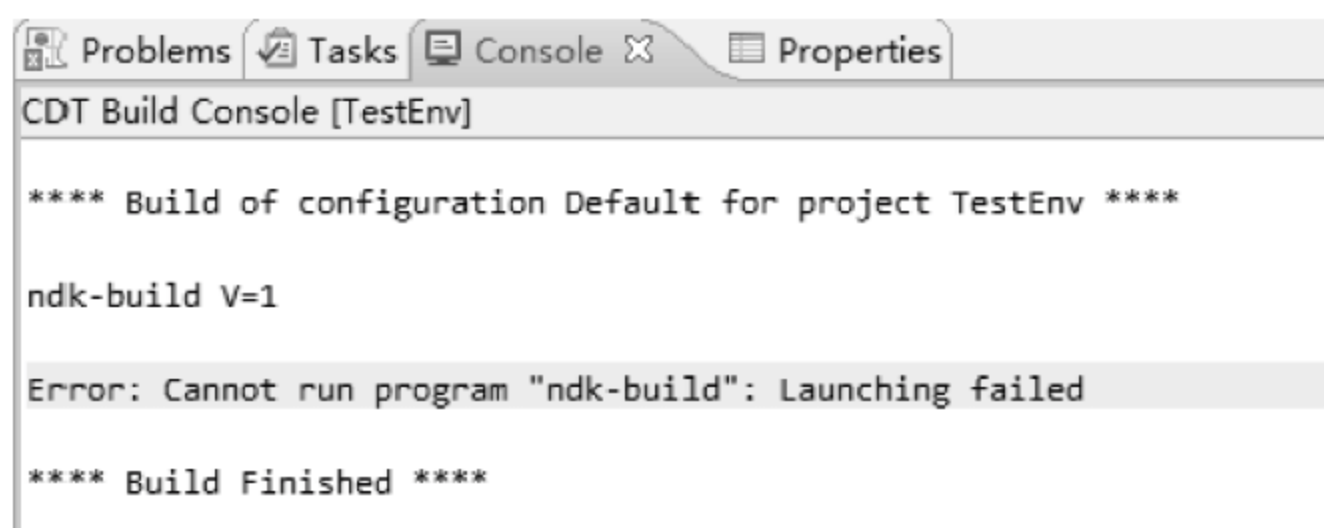 Problems Tasks Console Properties
CDT Build Console [TestEnv]
**** Build of configuration Default for project TestEnv ****
ndk-build V=1
Error: Cannot run program "ndk-build": Launching failed
**** Build Finished ****